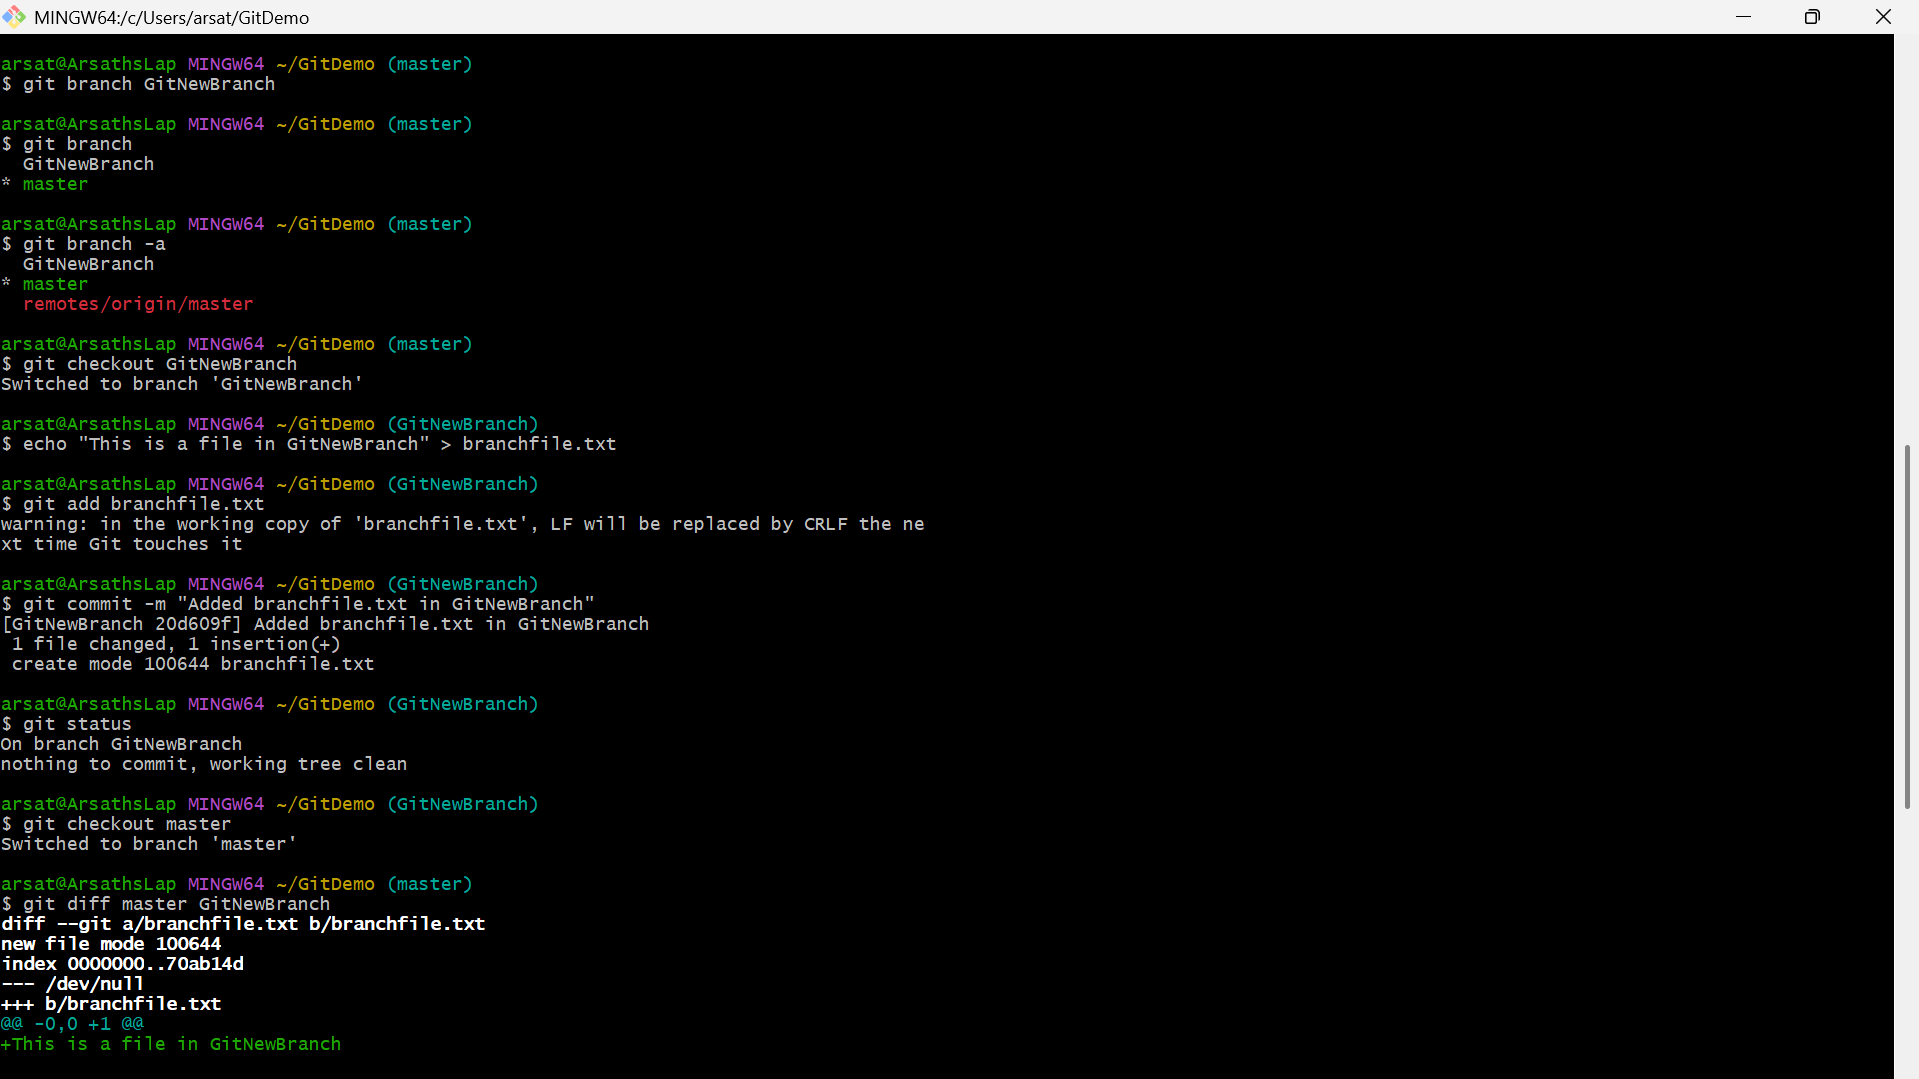 MINGW64:/c/Users/arsat/GitDemo
arsat@ArsathsLap MINGW64 ~/GitDemo (master)
$ git branch GitNewBranch
arsat@ArsathsLap MINGW64 ~/GitDemo (master)
$ git branch
  GitNewBranch
* master
arsat@ArsathsLap MINGW64 ~/GitDemo (master)
$ git branch -a
  GitNewBranch
* master
  remotes/origin/master
arsat@ArsathsLap MINGW64 ~/GitDemo (master)
$ git checkout GitNewBranch
Switched to branch 'GitNewBranch'
arsat@ArsathsLap MINGW64 ~/GitDemo (GitNewBranch)
$ echo "This is a file in GitNewBranch" > branchfile.txt
arsat@ArsathsLap MINGW64 ~/GitDemo (GitNewBranch)
$ git add branchfile.txt
warning: in the working copy of 'branchfile.txt', LF will be replaced by CRLF the ne
xt time Git touches it
arsat@ArsathsLap MINGW64 ~/GitDemo (GitNewBranch)
$ git commit -m "Added branchfile.txt in GitNewBranch"
[GitNewBranch 20d609f] Added branchfile.txt in GitNewBranch
 1 file changed, 1 insertion(+)
 create mode 100644 branchfile.txt
arsat@ArsathsLap MINGW64 ~/GitDemo (GitNewBranch)
$ git status
On branch GitNewBranch
nothing to commit, working tree clean
arsat@ArsathsLap MINGW64 ~/GitDemo (GitNewBranch)
$ git checkout master
Switched to branch 'master'
arsat@ArsathsLap MINGW64 ~/GitDemo (master)
$ git diff master GitNewBranch
diff --git a/branchfile.txt b/branchfile.txt
new file mode 100644
index 0000000..70ab14d
--- /dev/null
+++ b/branchfile.txt
@@ -0,0 +1 @@
+This is a file in GitNewBranch